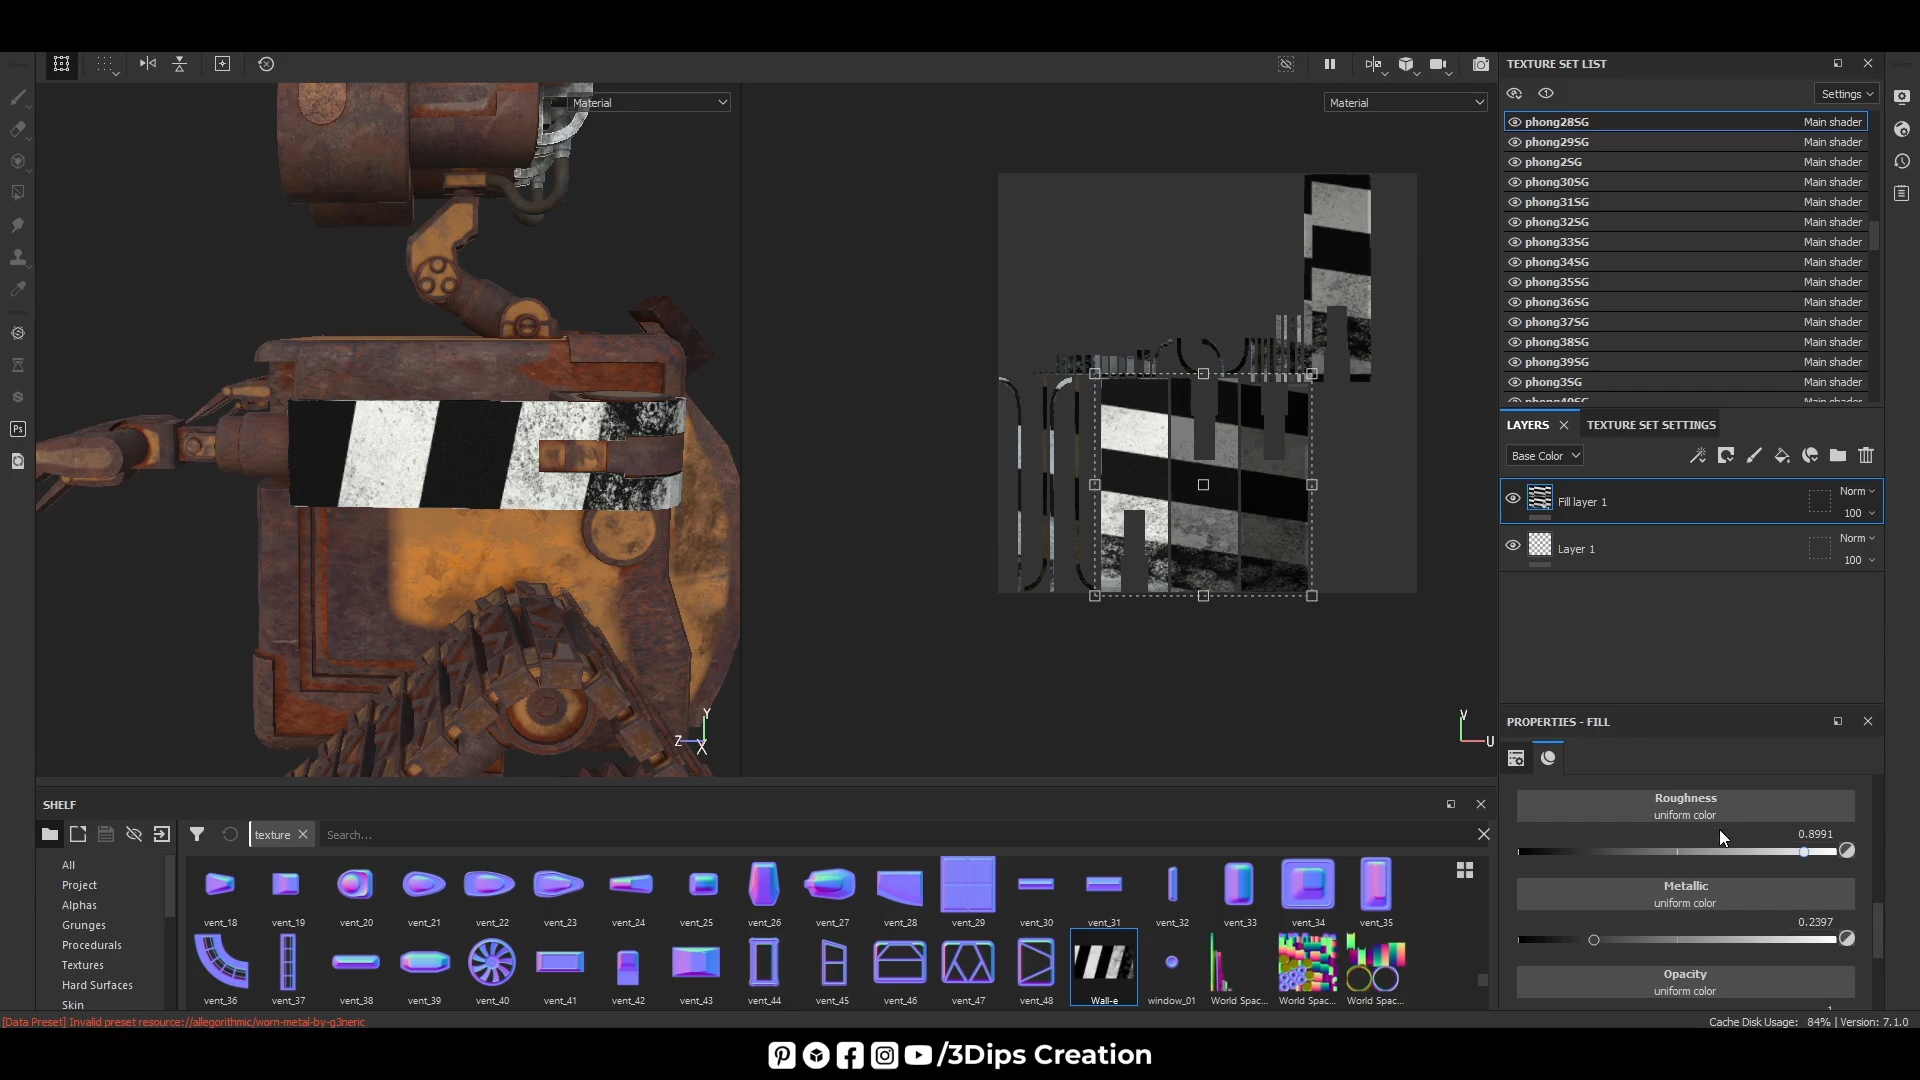 Material
Material
TEXTURE SET LIST
Settings
phong28SG Main shader
phong29SG Main shader
phong2SG Main shader
phong30SG Main shader
phong31SG Main shader
phong32SG Main shader
phong33SG Main shader
phong34SG Main shader
phong35SG Main shader
phong36SG Main shader
phong37SG Main shader
phong38SG Main shader
phong39SG Main shader
phong3SG Main shader
phong40SG Main shader
LAYERS TEXTURE SET SETTINGS
Base Color
Fill layer 1 Norm
100
Layer 1 Norm
100
Y
Z X
V
U
PROPERTIES - FILL
Roughness
uniform color
0.8991
Metallic
uniform color
0.2397
Opacity
uniform color
1
SHELF
Ps
texture Search...
All
Project
Alphas
Grunges
Procedurals
Textures
Hard Surfaces
Skin
vent_18 vent_19 vent_20 vent_21 vent_22 vent_23 vent_24 vent_25 vent_26 vent_27 vent_28 vent_29 vent_30 vent_31 vent_32 vent_33 vent_34 vent_35
vent_36 vent_37 vent_38 vent_39 vent_40 vent_41 vent_42 vent_43 vent_44 vent_45 vent_46 vent_47 vent_48 Wall-e window_01 World Spac... World Spac... World Spac...
[Data Preset] Invalid preset resource://allegorithmic/worn-metal-by-g3neric
Cache Disk Usage: 84% | Version: 7.1.0
/3Dips Creation